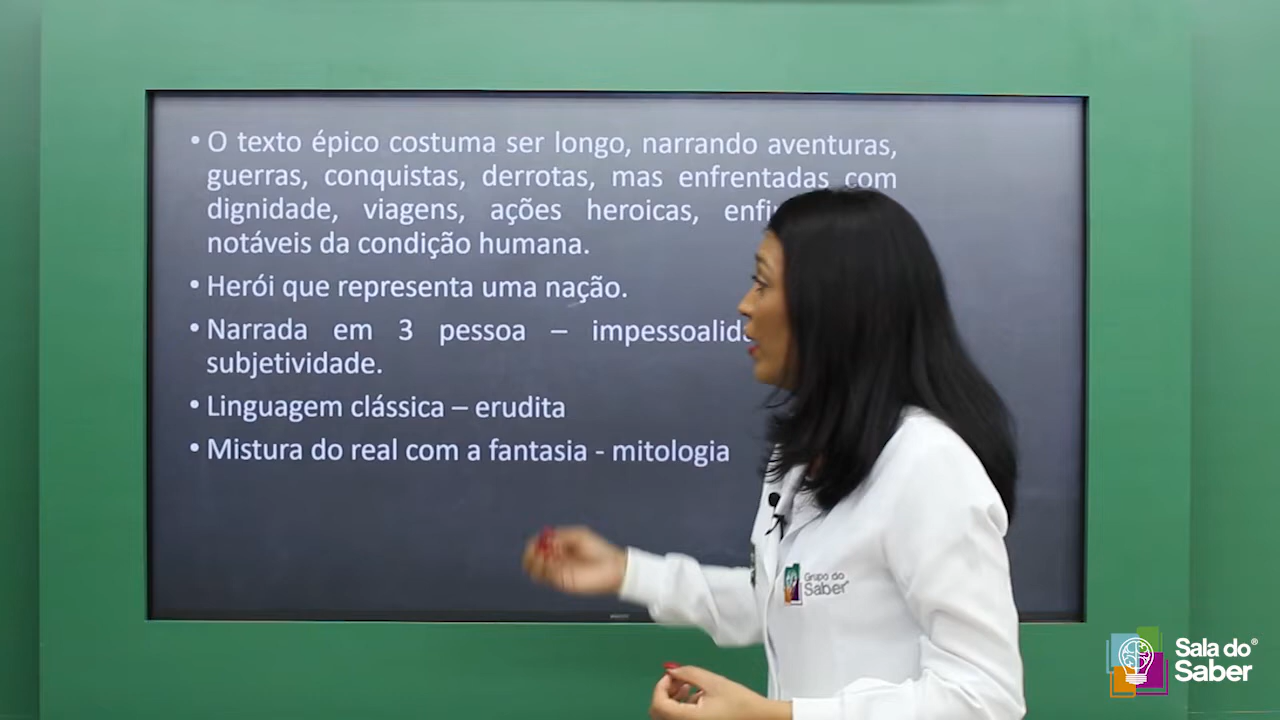 • O texto épico costuma ser longo, narrando aventuras,
guerras, conquistas, derrotas, mas enfrentadas com
dignidade, viagens, ações heroicas,
notáveis da condição humana.
• Herói que representa uma nação.
• Narrada em 3 pessoa –
subjetividade.
• Linguagem clássica – erudita
• Mistura do real com a fantasia - mitologia
Grupo do
Saber
Sala do
Saber®